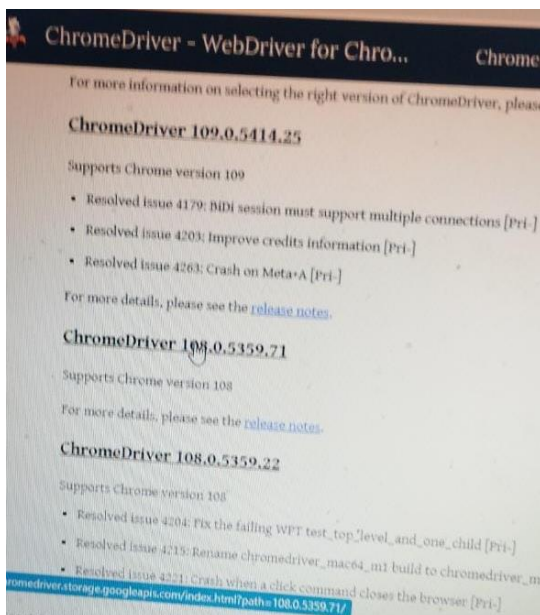 ChromeDriver - WebDriver for Chro...
Chrome
For more information on selecting the right version of ChromeDriver, pleas
ChromeDriver 109.0.5414.25
Supports Chrome version 109
• Resolved issue 4179: BiDi session must support multiple connections [Pri-]
• Resolved issue 4203: Improve credits information [Pri-]
• Resolved issue 4263: Crash on Meta+A [Pri-]
For more details, please see the release notes.
ChromeDriver 108.0.5359.71
Supports Chrome version 108
For more details, please see the release notes.
ChromeDriver 108.0.5359.22
Supports Chrome version 108
• Resolved issue 4204: Fix the failing WPT test_top_level_and_one_child [Pri-]
• Resolved issue 4215: Rename chromedriver_mac64_m1 build to chromedriver_m
• Resolved issue 4221: Crash when a click command closes the browser [Pri-]
romedriver.storage.googleapis.com/index.html?path=108.0.5359.71/